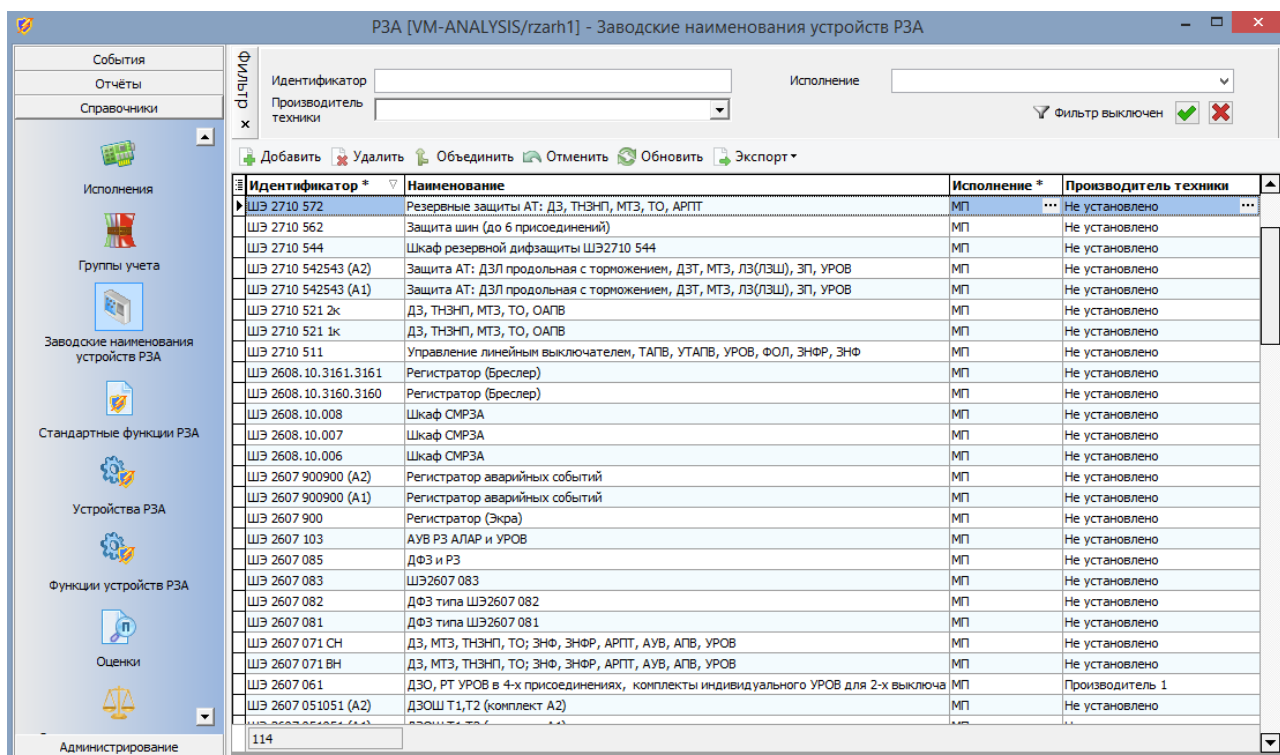 РЗА [VM-ANALYSIS/rzarh1] - Заводские наименования устройств РЗА
События
Отчёты
Справочники
Исполнения
Группы учета
Заводские наименования
устройств РЗА
Стандартные функции РЗА
Устройства РЗА
Функции устройств РЗА
Оценки
Администрирование
Фильтр
Идентификатор
Исполнение
Производитель
техники
Фильтр выключен
Добавить Удалить Объединить Отменить Обновить Экспорт
Идентификатор * Наименование Исполнение * Производитель техники
ШЭ 2710 572 Резервные защиты АТ: ДЗ, ТНЗНП, МТЗ, ТО, АРПТ МП ... Не установлено ...
ШЭ 2710 562 Защита шин (до 6 присоединений) МП Не установлено
ШЭ 2710 544 Шкаф резервной дифзащиты ШЭ2710 544 МП Не установлено
ШЭ 2710 542543 (А2) Защита АТ: ДЗЛ продольная с торможением, ДЗТ, МТЗ, ЛЗ(ЛЗШ), ЗП, УРОВ МП Не установлено
ШЭ 2710 542543 (А1) Защита АТ: ДЗЛ продольная с торможением, ДЗТ, МТЗ, ЛЗ(ЛЗШ), ЗП, УРОВ МП Не установлено
ШЭ 2710 521 2к ДЗ, ТНЗНП, МТЗ, ТО, ОАПВ МП Не установлено
ШЭ 2710 521 1к ДЗ, ТНЗНП, МТЗ, ТО, ОАПВ МП Не установлено
ШЭ 2710 511 Управление линейным выключателем, ТАПВ, УТАПВ, УРОВ, ФОЛ, ЗНФР, ЗНФ МП Не установлено
ШЭ 2608.10.3161.3161 Регистратор (Бреслер) МП Не установлено
ШЭ 2608.10.3160.3160 Регистратор (Бреслер) МП Не установлено
ШЭ 2608.10.008 Шкаф СМРЗА МП Не установлено
ШЭ 2608.10.007 Шкаф СМРЗА МП Не установлено
ШЭ 2608.10.006 Шкаф СМРЗА МП Не установлено
ШЭ 2607 900900 (А2) Регистратор аварийных событий МП Не установлено
ШЭ 2607 900900 (А1) Регистратор аварийных событий МП Не установлено
ШЭ 2607 900 Регистратор (Экра) МП Не установлено
ШЭ 2607 103 АУВ РЗ АЛАР и УРОВ МП Не установлено
ШЭ 2607 085 ДФЗ и РЗ МП Не установлено
ШЭ 2607 083 ШЭ2607 083 МП Не установлено
ШЭ 2607 082 ДФЗ типа ШЭ2607 082 МП Не установлено
ШЭ 2607 081 ДФЗ типа ШЭ2607 081 МП Не установлено
ШЭ 2607 071 СН ДЗ, МТЗ, ТНЗНП, ТО; ЗНФ, ЗНФР, АРПТ, АУВ, АПВ, УРОВ МП Не установлено
ШЭ 2607 071 ВН ДЗ, МТЗ, ТНЗНП, ТО; ЗНФ, ЗНФР, АРПТ, АУВ, АПВ, УРОВ МП Не установлено
ШЭ 2607 061 ДЗО, РТ УРОВ в 4-х присоединениях, комплекты индивидуального УРОВ для 2-х выключа МП Производитель 1
ШЭ 2607 051051 (А2) ДЗОШ Т1,Т2 (комплект А2) МП Не установлено
114